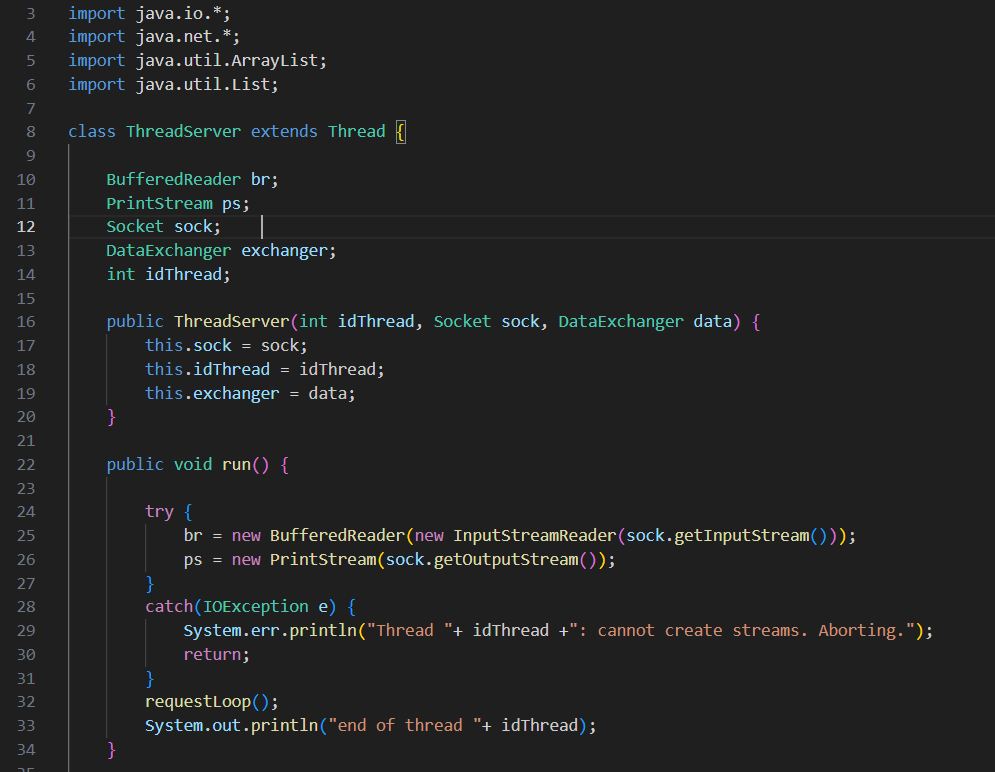 3 import java.io.*;
4 import java.net.*;
5 import java.util.ArrayList;
6 import java.util.List;
7
8 class ThreadServer extends Thread {
9
10 BufferedReader br;
11 PrintStream ps;
12 Socket sock;
13 DataExchanger exchanger;
14 int idThread;
15
16 public ThreadServer(int idThread, Socket sock, DataExchanger data) {
17 this.sock = sock;
18 this.idThread = idThread;
19 this.exchanger = data;
20 }
21
22 public void run() {
23
24 try {
25 br = new BufferedReader(new InputStreamReader(sock.getInputStream()));
26 ps = new PrintStream(sock.getOutputStream());
27 }
28 catch(IOException e) {
29 System.err.println("Thread "+ idThread +": cannot create streams. Aborting.");
30 return;
31 }
32 requestLoop();
33 System.out.println("end of thread "+ idThread);
34 }